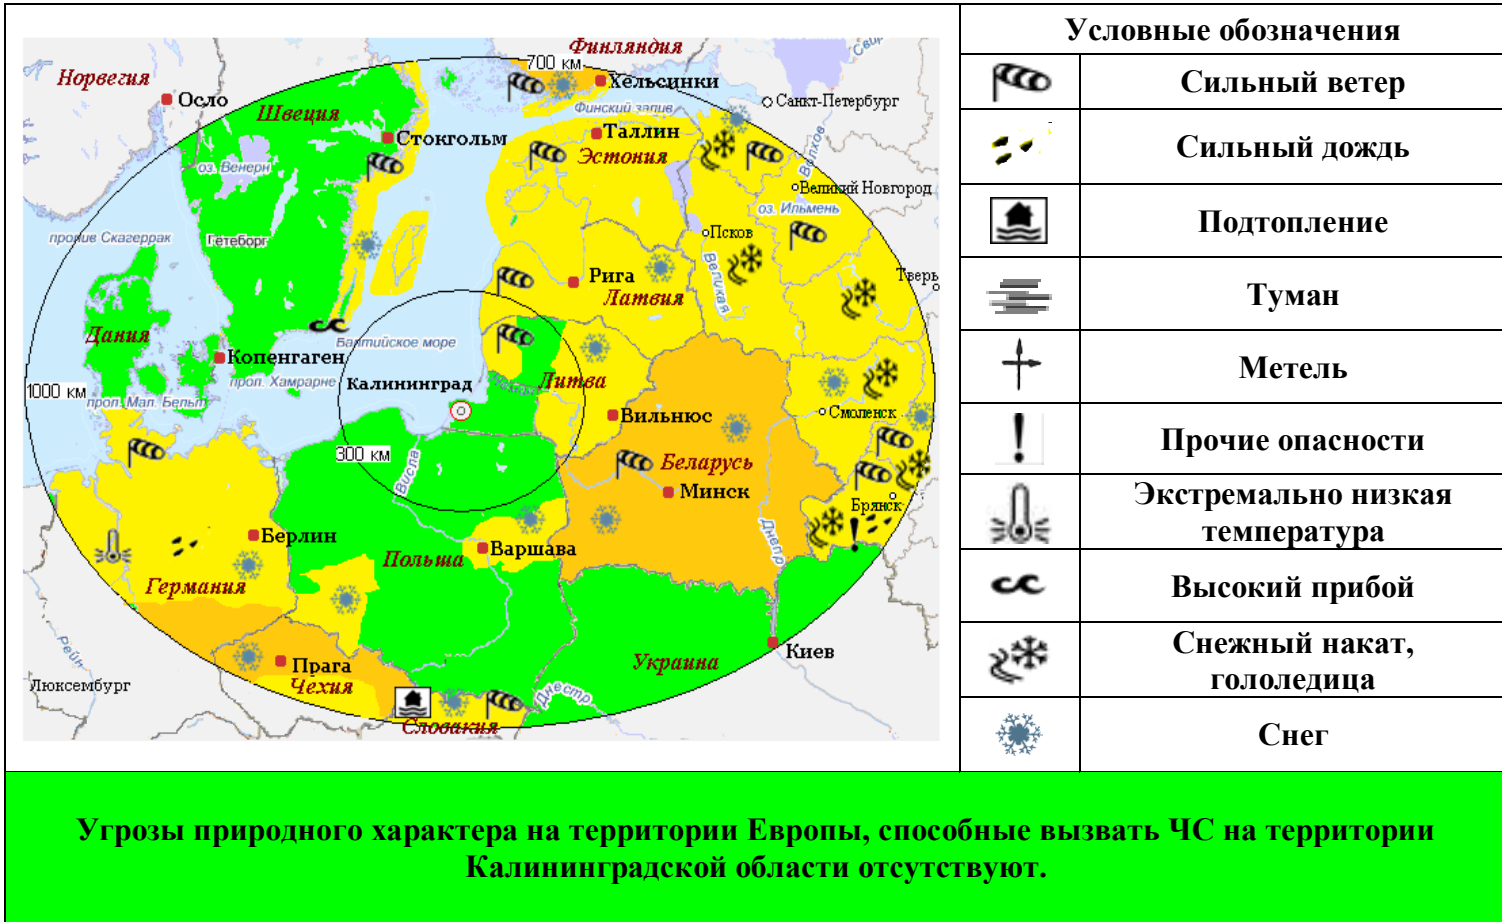 Условные обозначения
Сильный ветер
Сильный дождь
Подтопление
Туман
Метель
Прочие опасности
Экстремально низкая
температура
Высокий прибой
Снежный накат,
гололедица
Снег
Финляндия
700 км
Норвегия
Хельсинки
Осло
Санкт-Петербург
Швеция
Финский залив
Стокгольм
Таллин
Волхов
Эстония
оз. Венерн
Великий Новгород
оз. Ильмень
пролив Скагеррак
Гетеборг
Псков
Рига
Великая
Тверь
Латвия
Дания
Балтийское море
Копенгаген
прол. Хамрарне
Калининград
Литва
1000 км
прол. Мал. Бельт
Вильнюс
Смоленск
300 км
Висла
Беларусь
Минск
Брянск
Днепр
Берлин
Варшава
Польша
Германия
Рейн
Киев
Украина
Прага
Люксембург
Чехия
Днестр
Словакия
Угрозы природного характера на территории Европы, способные вызвать ЧС на территории
Калининградской области отсутствуют.